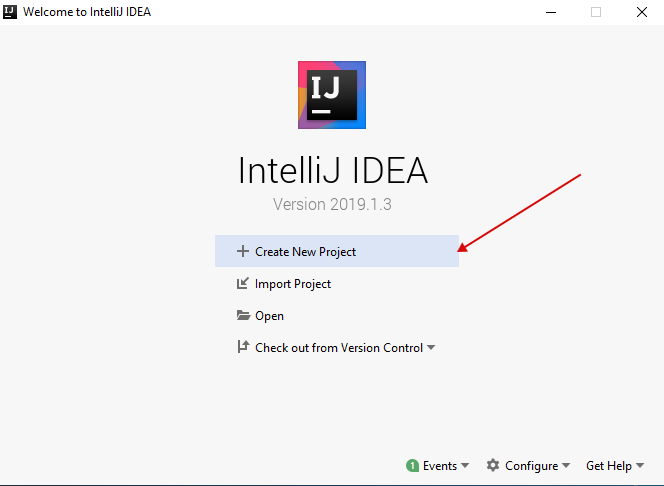 IJ Welcome to IntelliJ IDEA
IJ
IntelliJ IDEA
Version 2019.1.3
Create New Project
Import Project
Open
Check out from Version Control
1 Events Configure Get Help